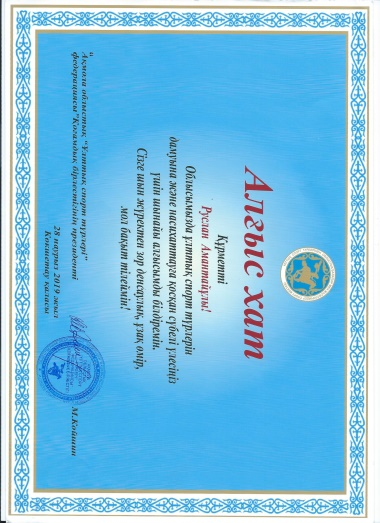 Алғыс хат
Құрметті
Руслан Амантайұлы!
Облысымызда ұлттық спорт түрлерін
дамуына және насихаттауға қосқан сүбелі үлесіңіз
үшін шынайы алғысымды білдіремін.
Сізге шын жүректен зор денсаулық, ұзақ өмір,
мол бақыт тілеймін!
"Ақмола облыстық "Ұлттық спорт түрлері"
федерациясы" Қоғамдық бірлестігінің президенті
М.Койшин
28 наурыз 2019 жыл
Көкшетау қаласы